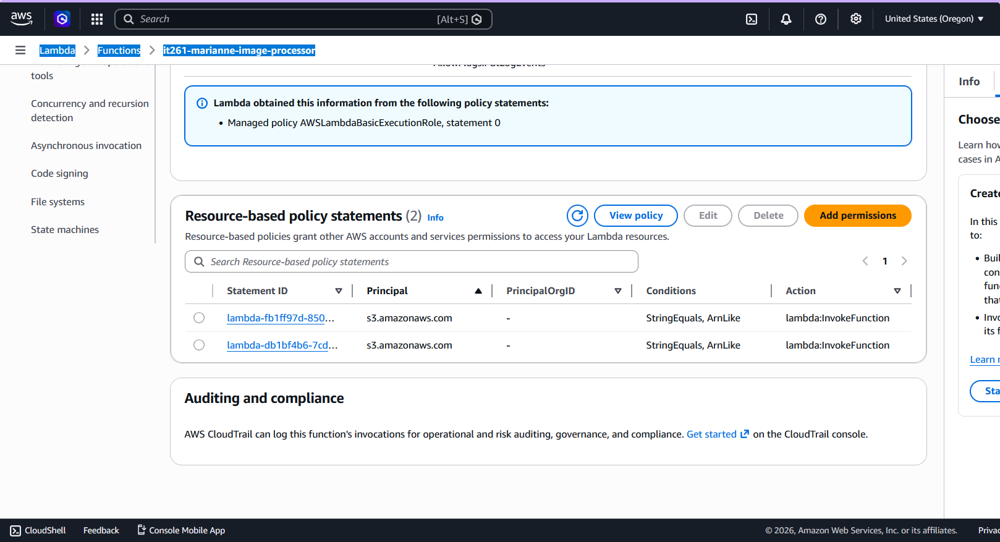 aws
Search
[Alt+S]
United States (Oregon)
Lambda
Functions
it261-marianne-image-processor
tools
Concurrency and recursion
detection
Asynchronous invocation
Code signing
File systems
State machines
Lambda obtained this information from the following policy statements:
• Managed policy AWSLambdaBasicExecutionRole, statement 0
Resource-based policy statements (2) Info
View policy
Edit
Delete
Add permissions
Resource-based policies grant other AWS accounts and services permissions to access your Lambda resources.
Search Resource-based policy statements
1
Statement ID Principal PrincipalOrgID Conditions Action
lambda-fb1ff97d-850... s3.amazonaws.com - StringEquals, ArnLike lambda:InvokeFunction
lambda-db1bf4b6-7cd... s3.amazonaws.com - StringEquals, ArnLike lambda:InvokeFunction
Auditing and compliance
AWS CloudTrail can log this function's invocations for operational and risk auditing, governance, and compliance. Get started on the CloudTrail console.
Info
Choose
Learn how
cases in A
Create
In this
to:
• Buil
con
func
that
• Invo
its f
Learn
Sta
CloudShell
Feedback
Console Mobile App
© 2026, Amazon Web Services, Inc. or its affiliates.
Privac